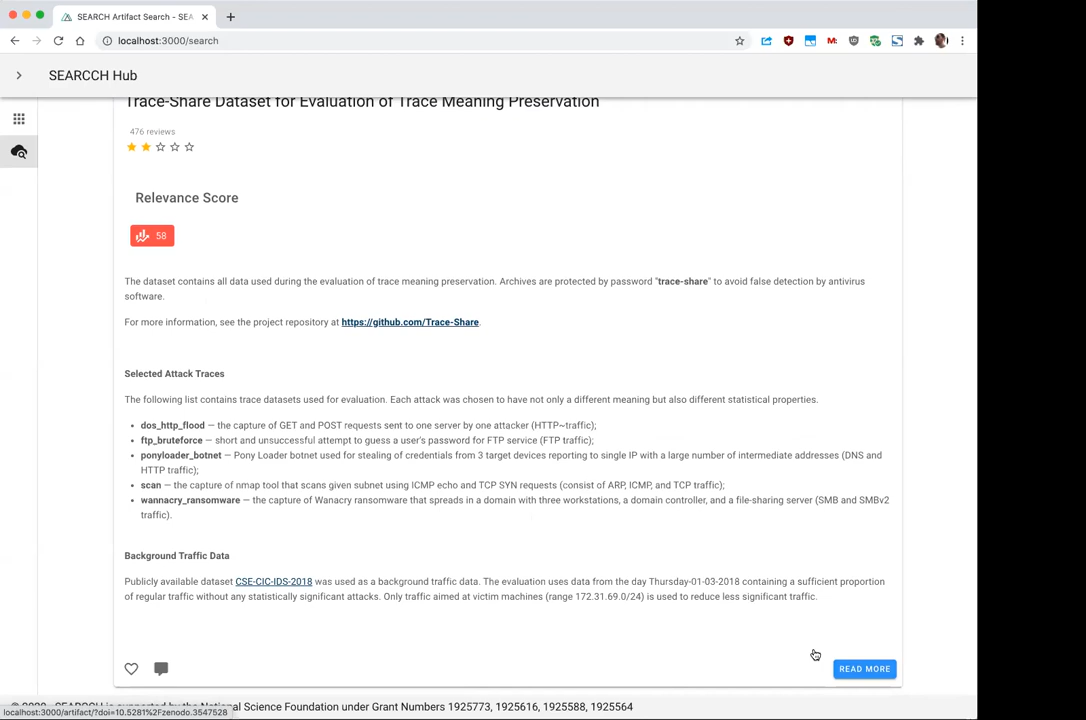 SEARCH Artifact Search - SEA
localhost:3000/search
SEARCCH Hub
Trace-Share Dataset for Evaluation of Trace Meaning Preservation
476 reviews
Relevance Score
58
The dataset contains all data used during the evaluation of trace meaning preservation. Archives are protected by password "trace-share" to avoid false detection by antivirus
software.
For more information, see the project repository at https://github.com/Trace-Share.
Selected Attack Traces
The following list contains trace datasets used for evaluation. Each attack was chosen to have not only a different meaning but also different statistical properties.
• dos_http_flood — the capture of GET and POST requests sent to one server by one attacker (HTTP~traffic);
• ftp_bruteforce — short and unsuccessful attempt to guess a user's password for FTP service (FTP traffic);
• ponyloader_botnet — Pony Loader botnet used for stealing of credentials from 3 target devices reporting to single IP with a large number of intermediate addresses (DNS and
HTTP traffic);
• scan — the capture of nmap tool that scans given subnet using ICMP echo and TCP SYN requests (consist of ARP, ICMP, and TCP traffic);
• wannacry_ransomware — the capture of Wanacry ransomware that spreads in a domain with three workstations, a domain controller, and a file-sharing server (SMB and SMBv2
traffic).
Background Traffic Data
Publicly available dataset CSE-CIC-IDS-2018 was used as a background traffic data. The evaluation uses data from the day Thursday-01-03-2018 containing a sufficient proportion
of regular traffic without any statistically significant attacks. Only traffic aimed at victim machines (range 172.31.69.0/24) is used to reduce less significant traffic.
READ MORE
National Science Foundation under Grant Numbers 1925773, 1925616, 1925588, 1925564
localhost:3000/artifact/?doi=10.5281%2Fzenodo.3547528